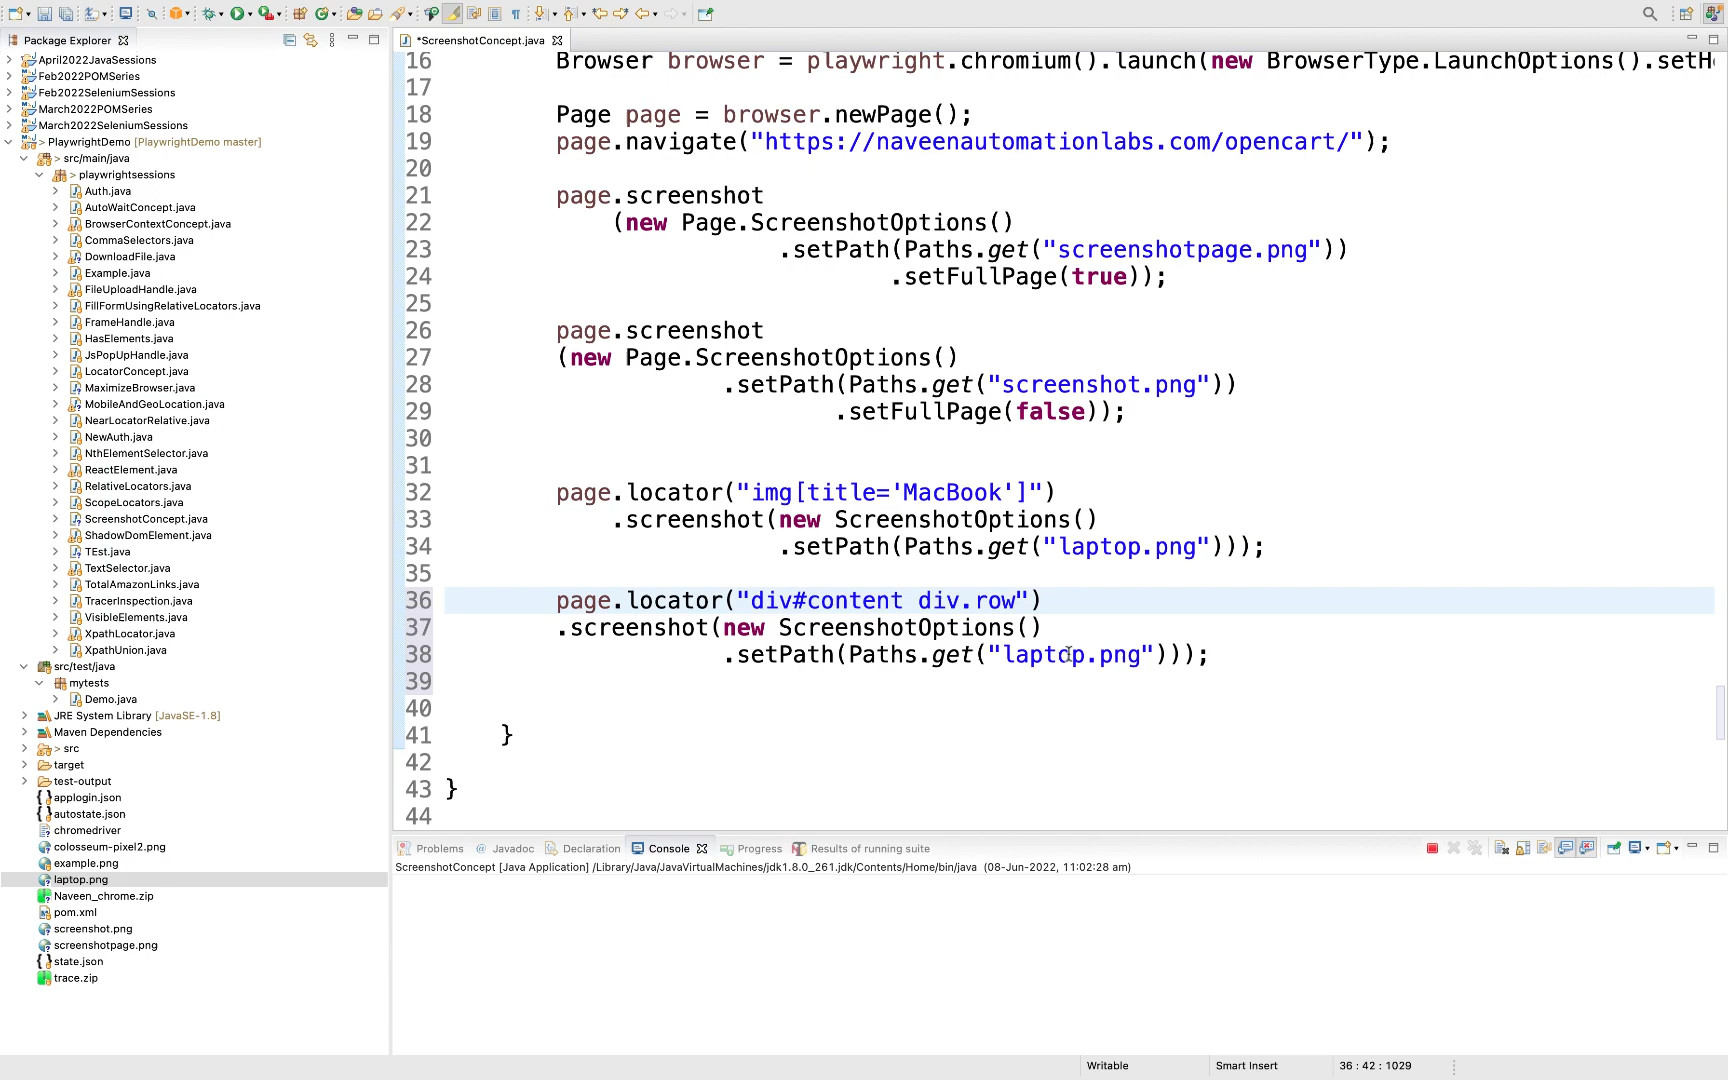 Package Explorer
*ScreenshotConcept.java
April2022JavaSessions
Feb2022POMSeries
Feb2022SeleniumSessions
March2022POMSeries
March2022SeleniumSessions
> PlaywrightDemo [PlaywrightDemo master]
> src/main/java
> playwrightsessions
Auth.java
AutoWaitConcept.java
BrowserContextConcept.java
CommaSelectors.java
DownloadFile.java
Example.java
FileUploadHandle.java
FillFormUsingRelativeLocators.java
FrameHandle.java
HasElements.java
JsPopUpHandle.java
LocatorConcept.java
MaximizeBrowser.java
MobileAndGeoLocation.java
NearLocatorRelative.java
NewAuth.java
NthElementSelector.java
ReactElement.java
RelativeLocators.java
ScopeLocators.java
ScreenshotConcept.java
ShadowDomElement.java
TEst.java
TextSelector.java
TotalAmazonLinks.java
TracerInspection.java
VisibleElements.java
XpathLocator.java
XpathUnion.java
src/test/java
mytests
Demo.java
JRE System Library [JavaSE-1.8]
Maven Dependencies
> src
target
test-output
applogin.json
autostate.json
chromedriver
colosseum-pixel2.png
example.png
laptop.png
Naveen_chrome.zip
pom.xml
screenshot.png
screenshotpage.png
state.json
trace.zip
16 Browser browser = playwright.chromium().launch(new BrowserType.LaunchOptions().setH
17
18 Page page = browser.newPage();
19 page.navigate("https://naveenautomationlabs.com/opencart/");
20
21 page.screenshot
22 (new Page.ScreenshotOptions()
23 .setPath(Paths.get("screenshotpage.png"))
24 .setFullPage(true));
25
26 page.screenshot
27 (new Page.ScreenshotOptions()
28 .setPath(Paths.get("screenshot.png"))
29 .setFullPage(false));
30
31
32 page.locator("img[title='MacBook']")
33 .screenshot(new ScreenshotOptions()
34 .setPath(Paths.get("laptop.png")));
35
36 page.locator("div#content div.row")
37 .screenshot(new ScreenshotOptions()
38 .setPath(Paths.get("laptop.png")));
39
40
41 }
42
43 }
44
Problems @ Javadoc Declaration Console Progress Results of running suite
ScreenshotConcept [Java Application] /Library/Java/JavaVirtualMachines/jdk1.8.0_261.jdk/Contents/Home/bin/java (08-Jun-2022, 11:02:28 am)
Writable Smart Insert 36 : 42 : 1029